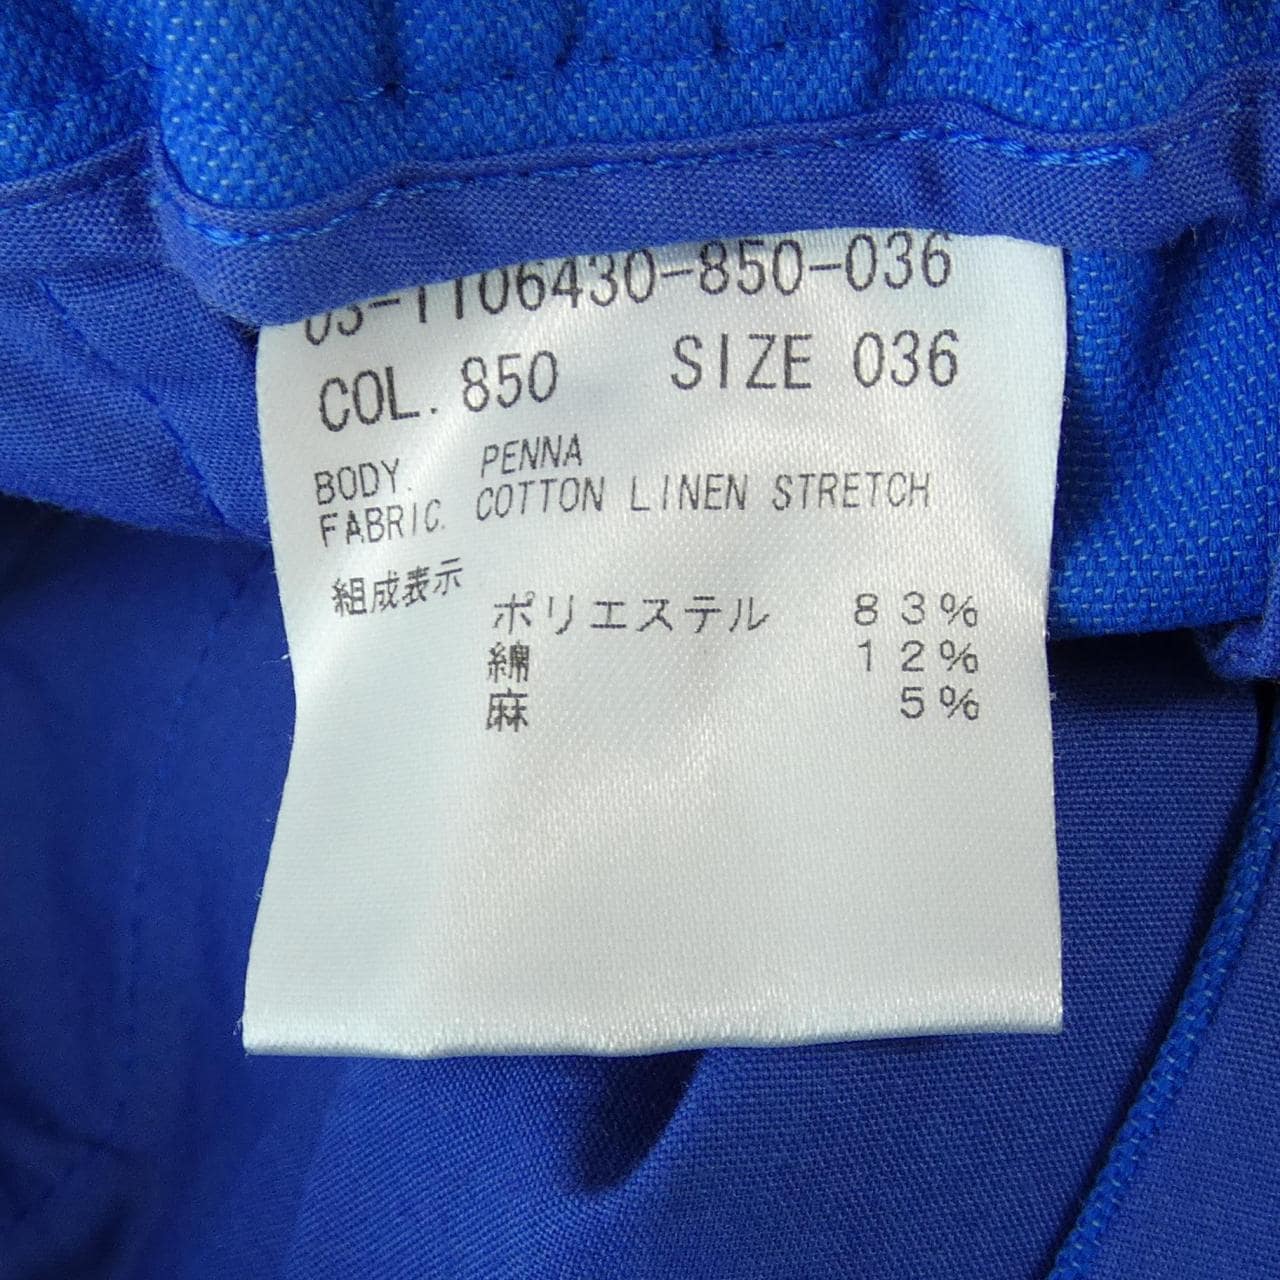 03-1106430-850-036
COL. 850 SIZE 036
BODY. PENNA
FABRIC. COTTON LINEN STRETCH
組成表示
ポリエステル 83%
綿 12%
麻 5%